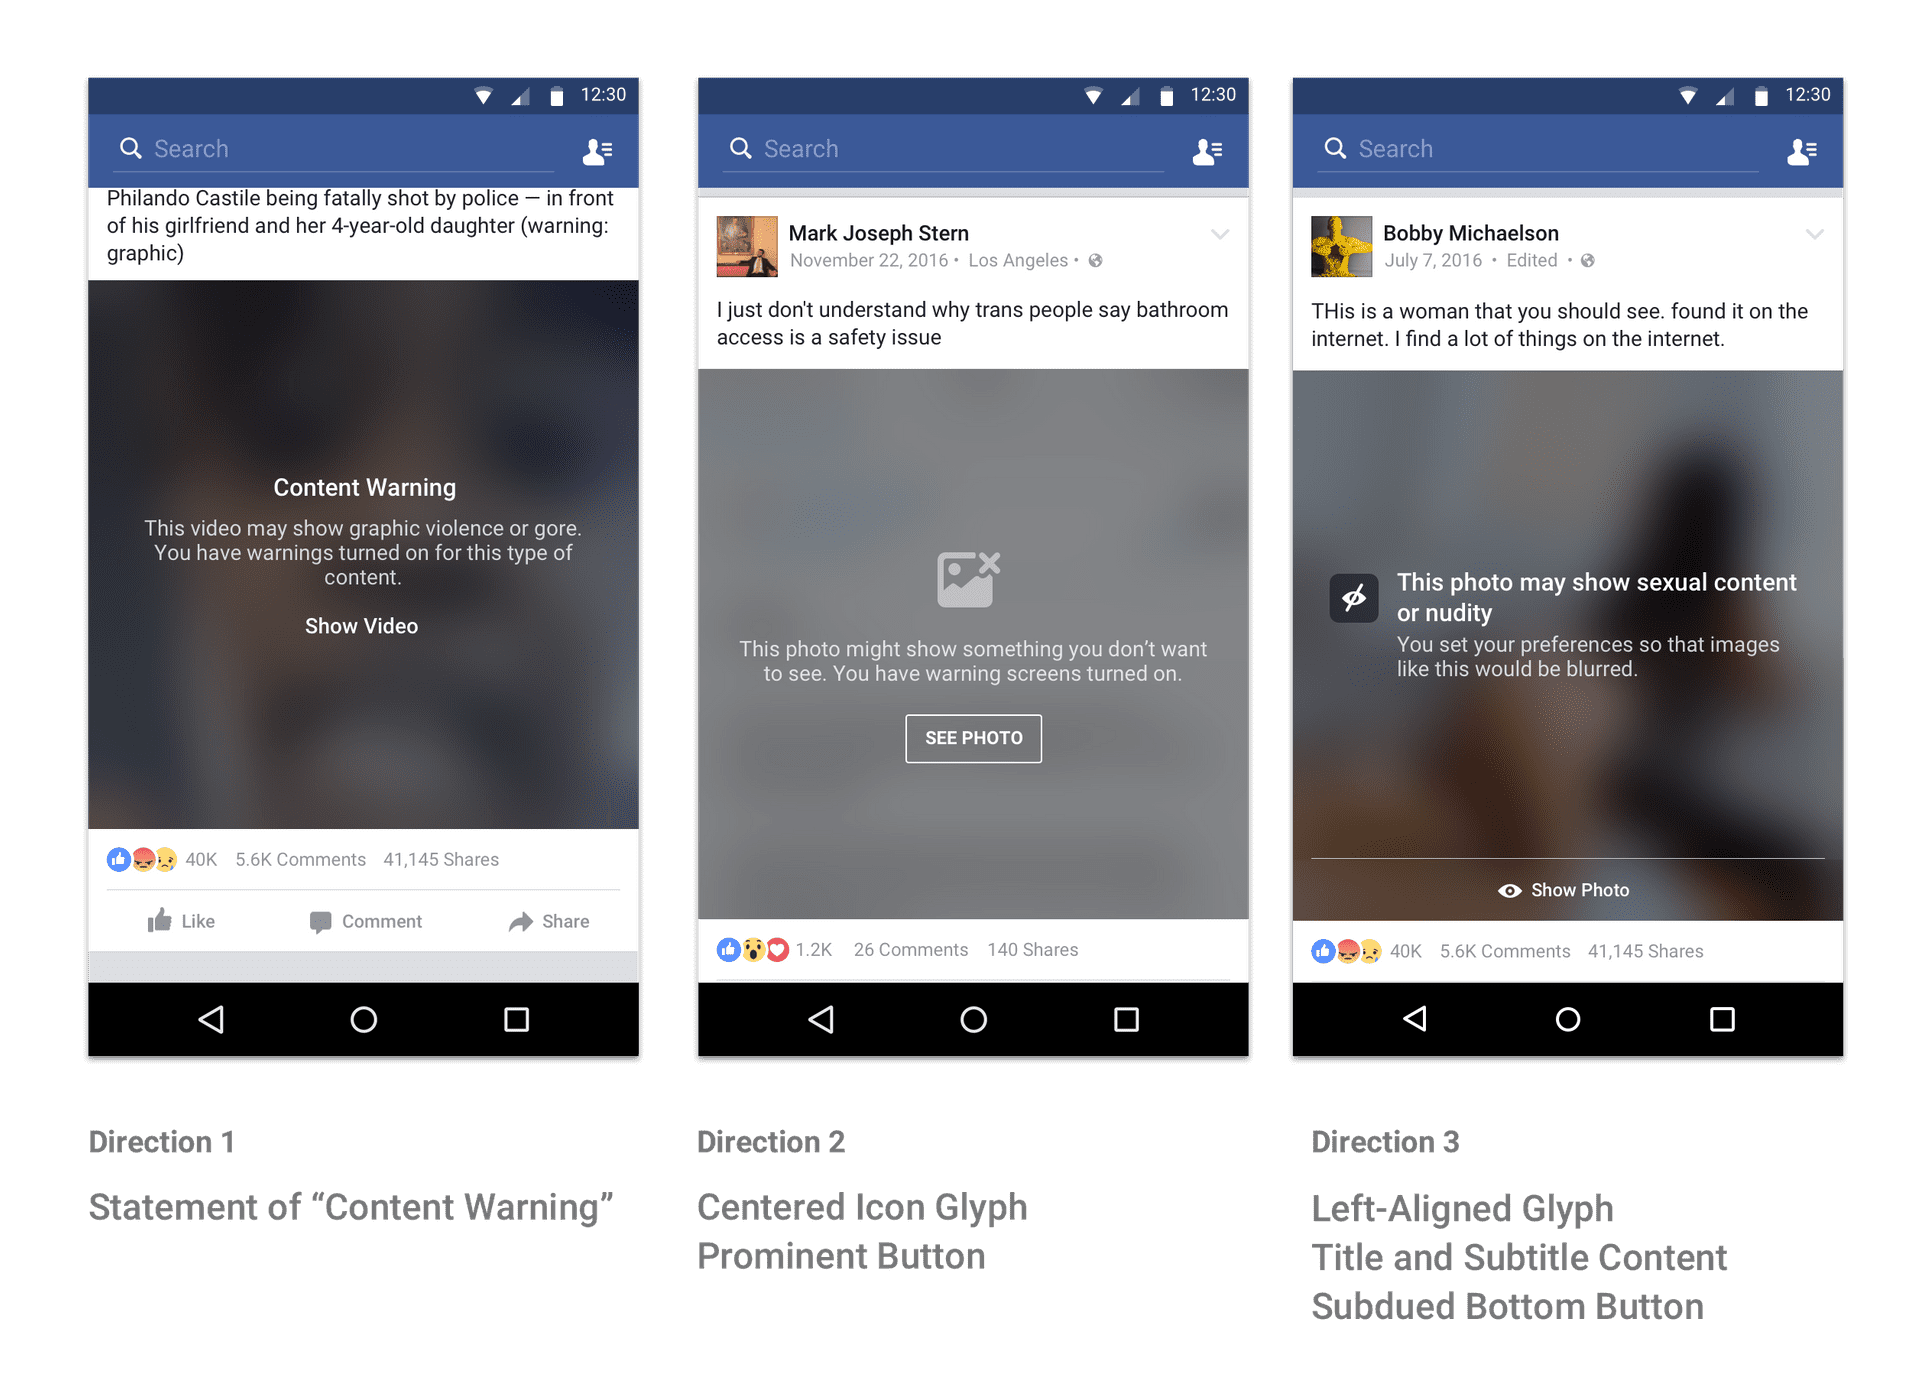 12:30
Search
Philando Castile being fatally shot by police — in front
of his girlfriend and her 4-year-old daughter (warning:
graphic)
Content Warning
This video may show graphic violence or gore.
You have warnings turned on for this type of
content.
Show Video
40K 5.6K Comments 41,145 Shares
Like Comment Share
Direction 1
Statement of “Content Warning”
12:30
Search
Mark Joseph Stern
November 22, 2016 • Los Angeles •
I just don't understand why trans people say bathroom
access is a safety issue
This photo might show something you don’t want
to see. You have warning screens turned on.
SEE PHOTO
1.2K 26 Comments 140 Shares
Direction 2
Centered Icon Glyph
Prominent Button
12:30
Search
Bobby Michaelson
July 7, 2016 • Edited •
THis is a woman that you should see. found it on the
internet. I find a lot of things on the internet.
This photo may show sexual content
or nudity
You set your preferences so that images
like this would be blurred.
Show Photo
40K 5.6K Comments 41,145 Shares
Direction 3
Left-Aligned Glyph
Title and Subtitle Content
Subdued Bottom Button